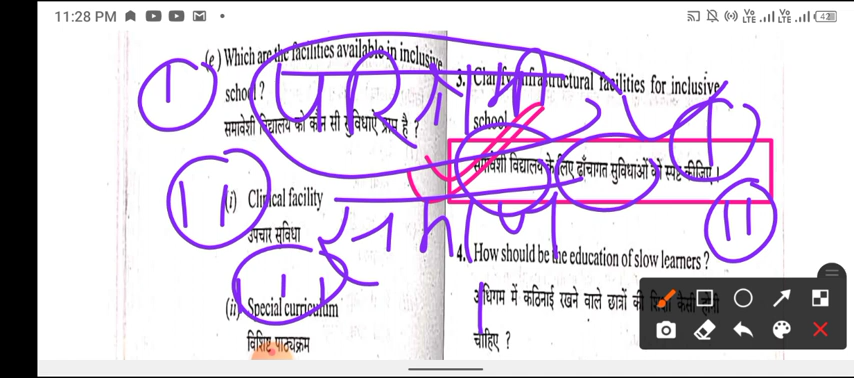 11:28 PM
(e) Which are the facilities available in inclusive
school ?
समावेशी विद्यालय को कौन सी सुविधाऐं प्राप्त है ?
(i) Clinical facility
उपचार सुविधा
(ii) Special curriculum
विशिष्ट पाठ्यक्रम
3. Clarify infrastructural facilities for inclusive
school.
समावेशी विद्यालय के लिए ढाँचागत सुविधाओं को स्पष्ट कीजिए ।
4. How should be the education of slow learners ?
अधिगम में कठिनाई रखने वाले छात्रों की शिक्षा कैसी होनी
चाहिए ?